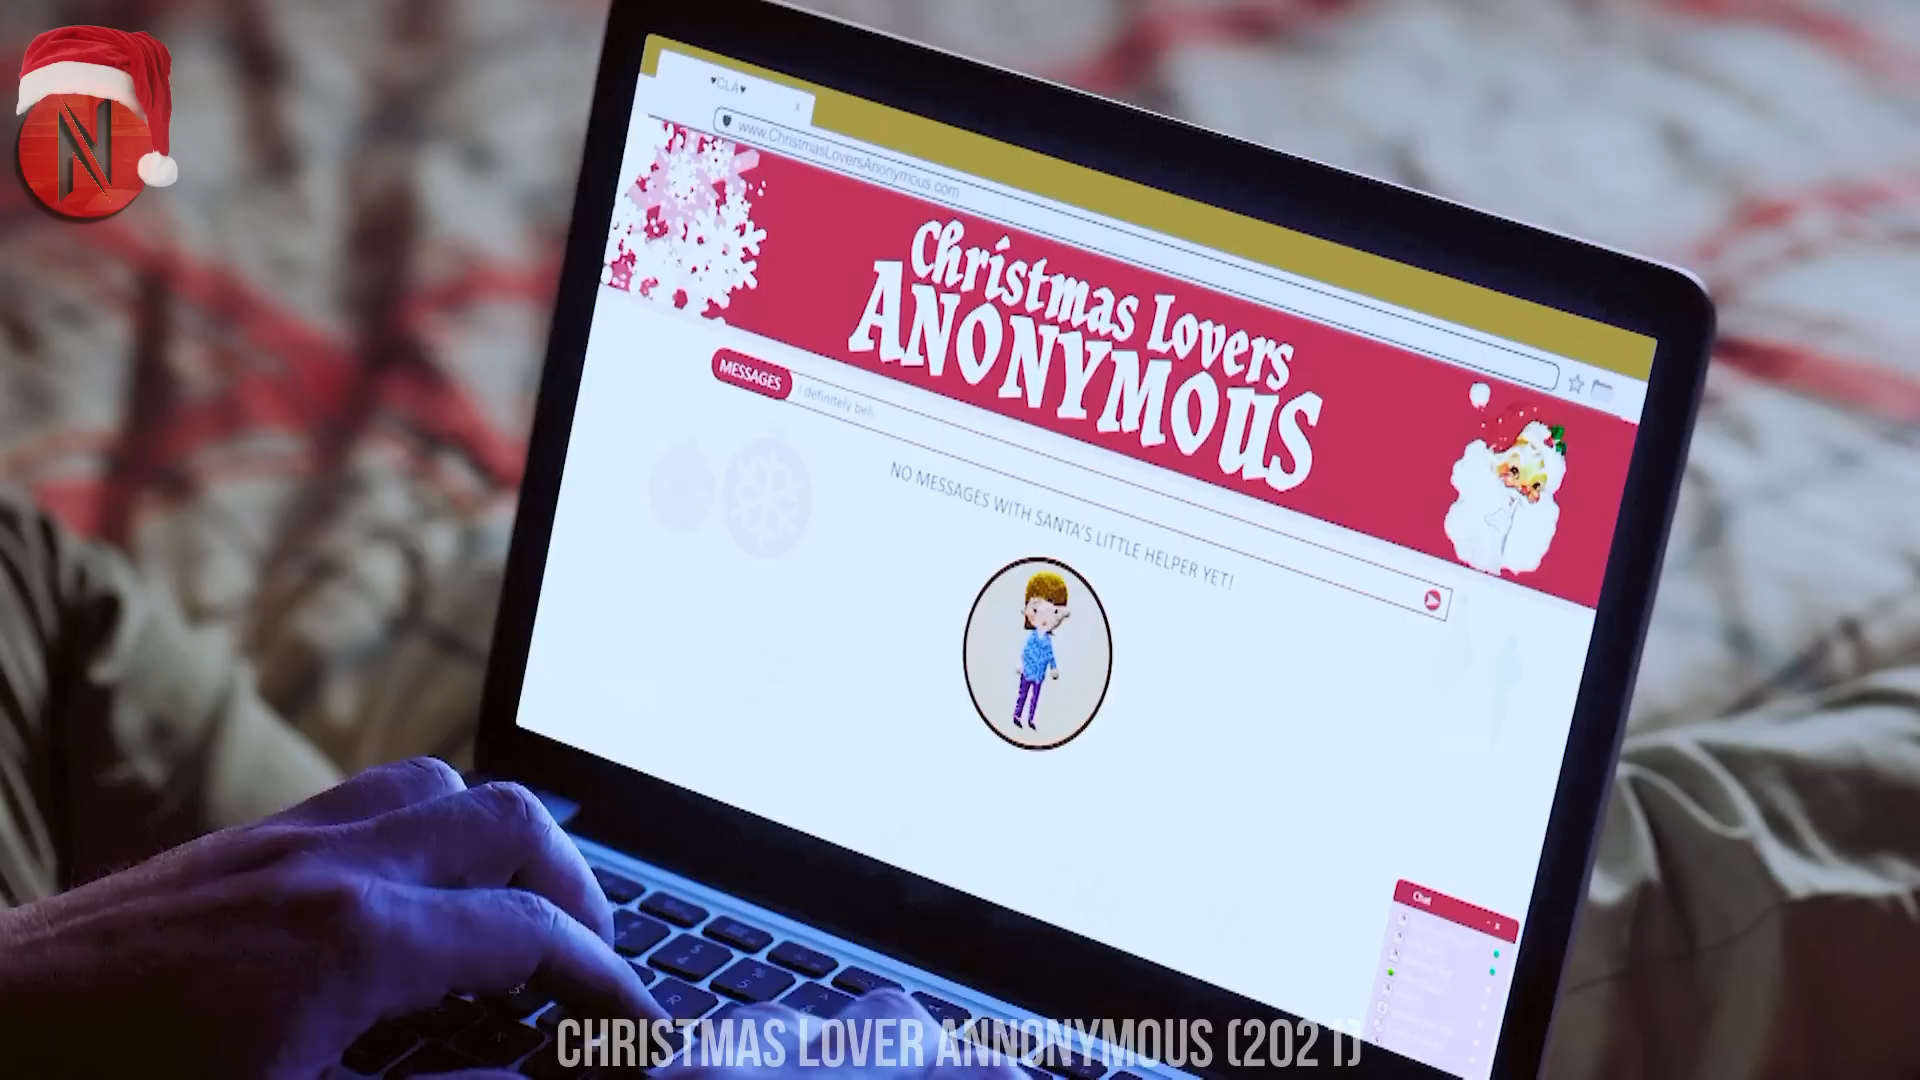 N
♥CLA♥
x
www.ChristmasLoversAnonymous.com
Christmas Lovers
ANONYMOUS
MESSAGES
I definitely beli
NO MESSAGES WITH SANTA'S LITTLE HELPER YET!
Chat
- x
CHRISTMAS LOVER ANNONYMOUS (2021)